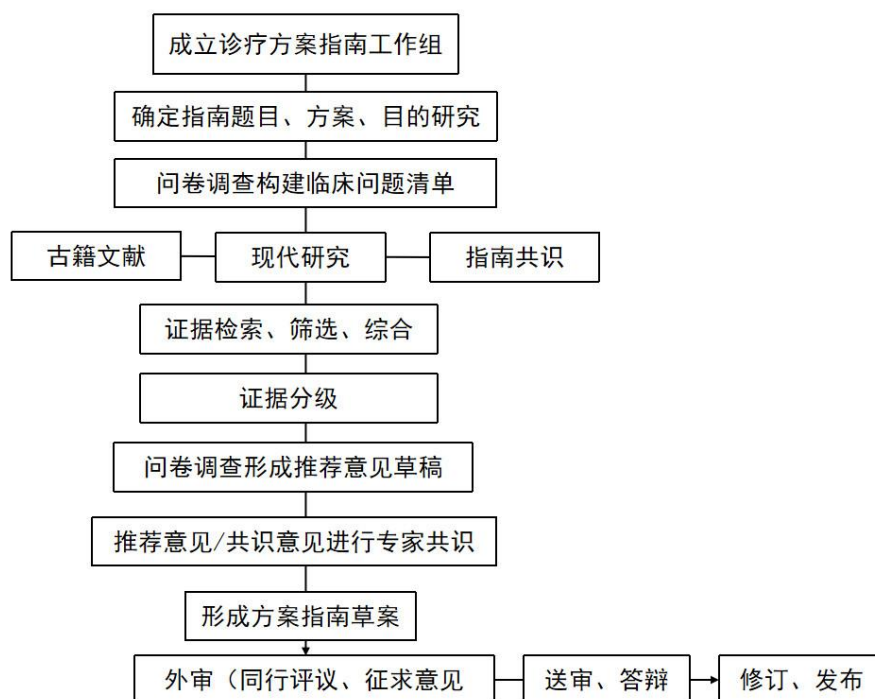 成立诊疗方案指南工作组
确定指南题目、方案、目的研究
问卷调查构建临床问题清单
古籍文献
现代研究
指南共识
证据检索、筛选、综合
证据分级
问卷调查形成推荐意见草稿
推荐意见/共识意见进行专家共识
形成方案指南草案
外审（同行评议、征求意见
送审、答辩
修订、发布